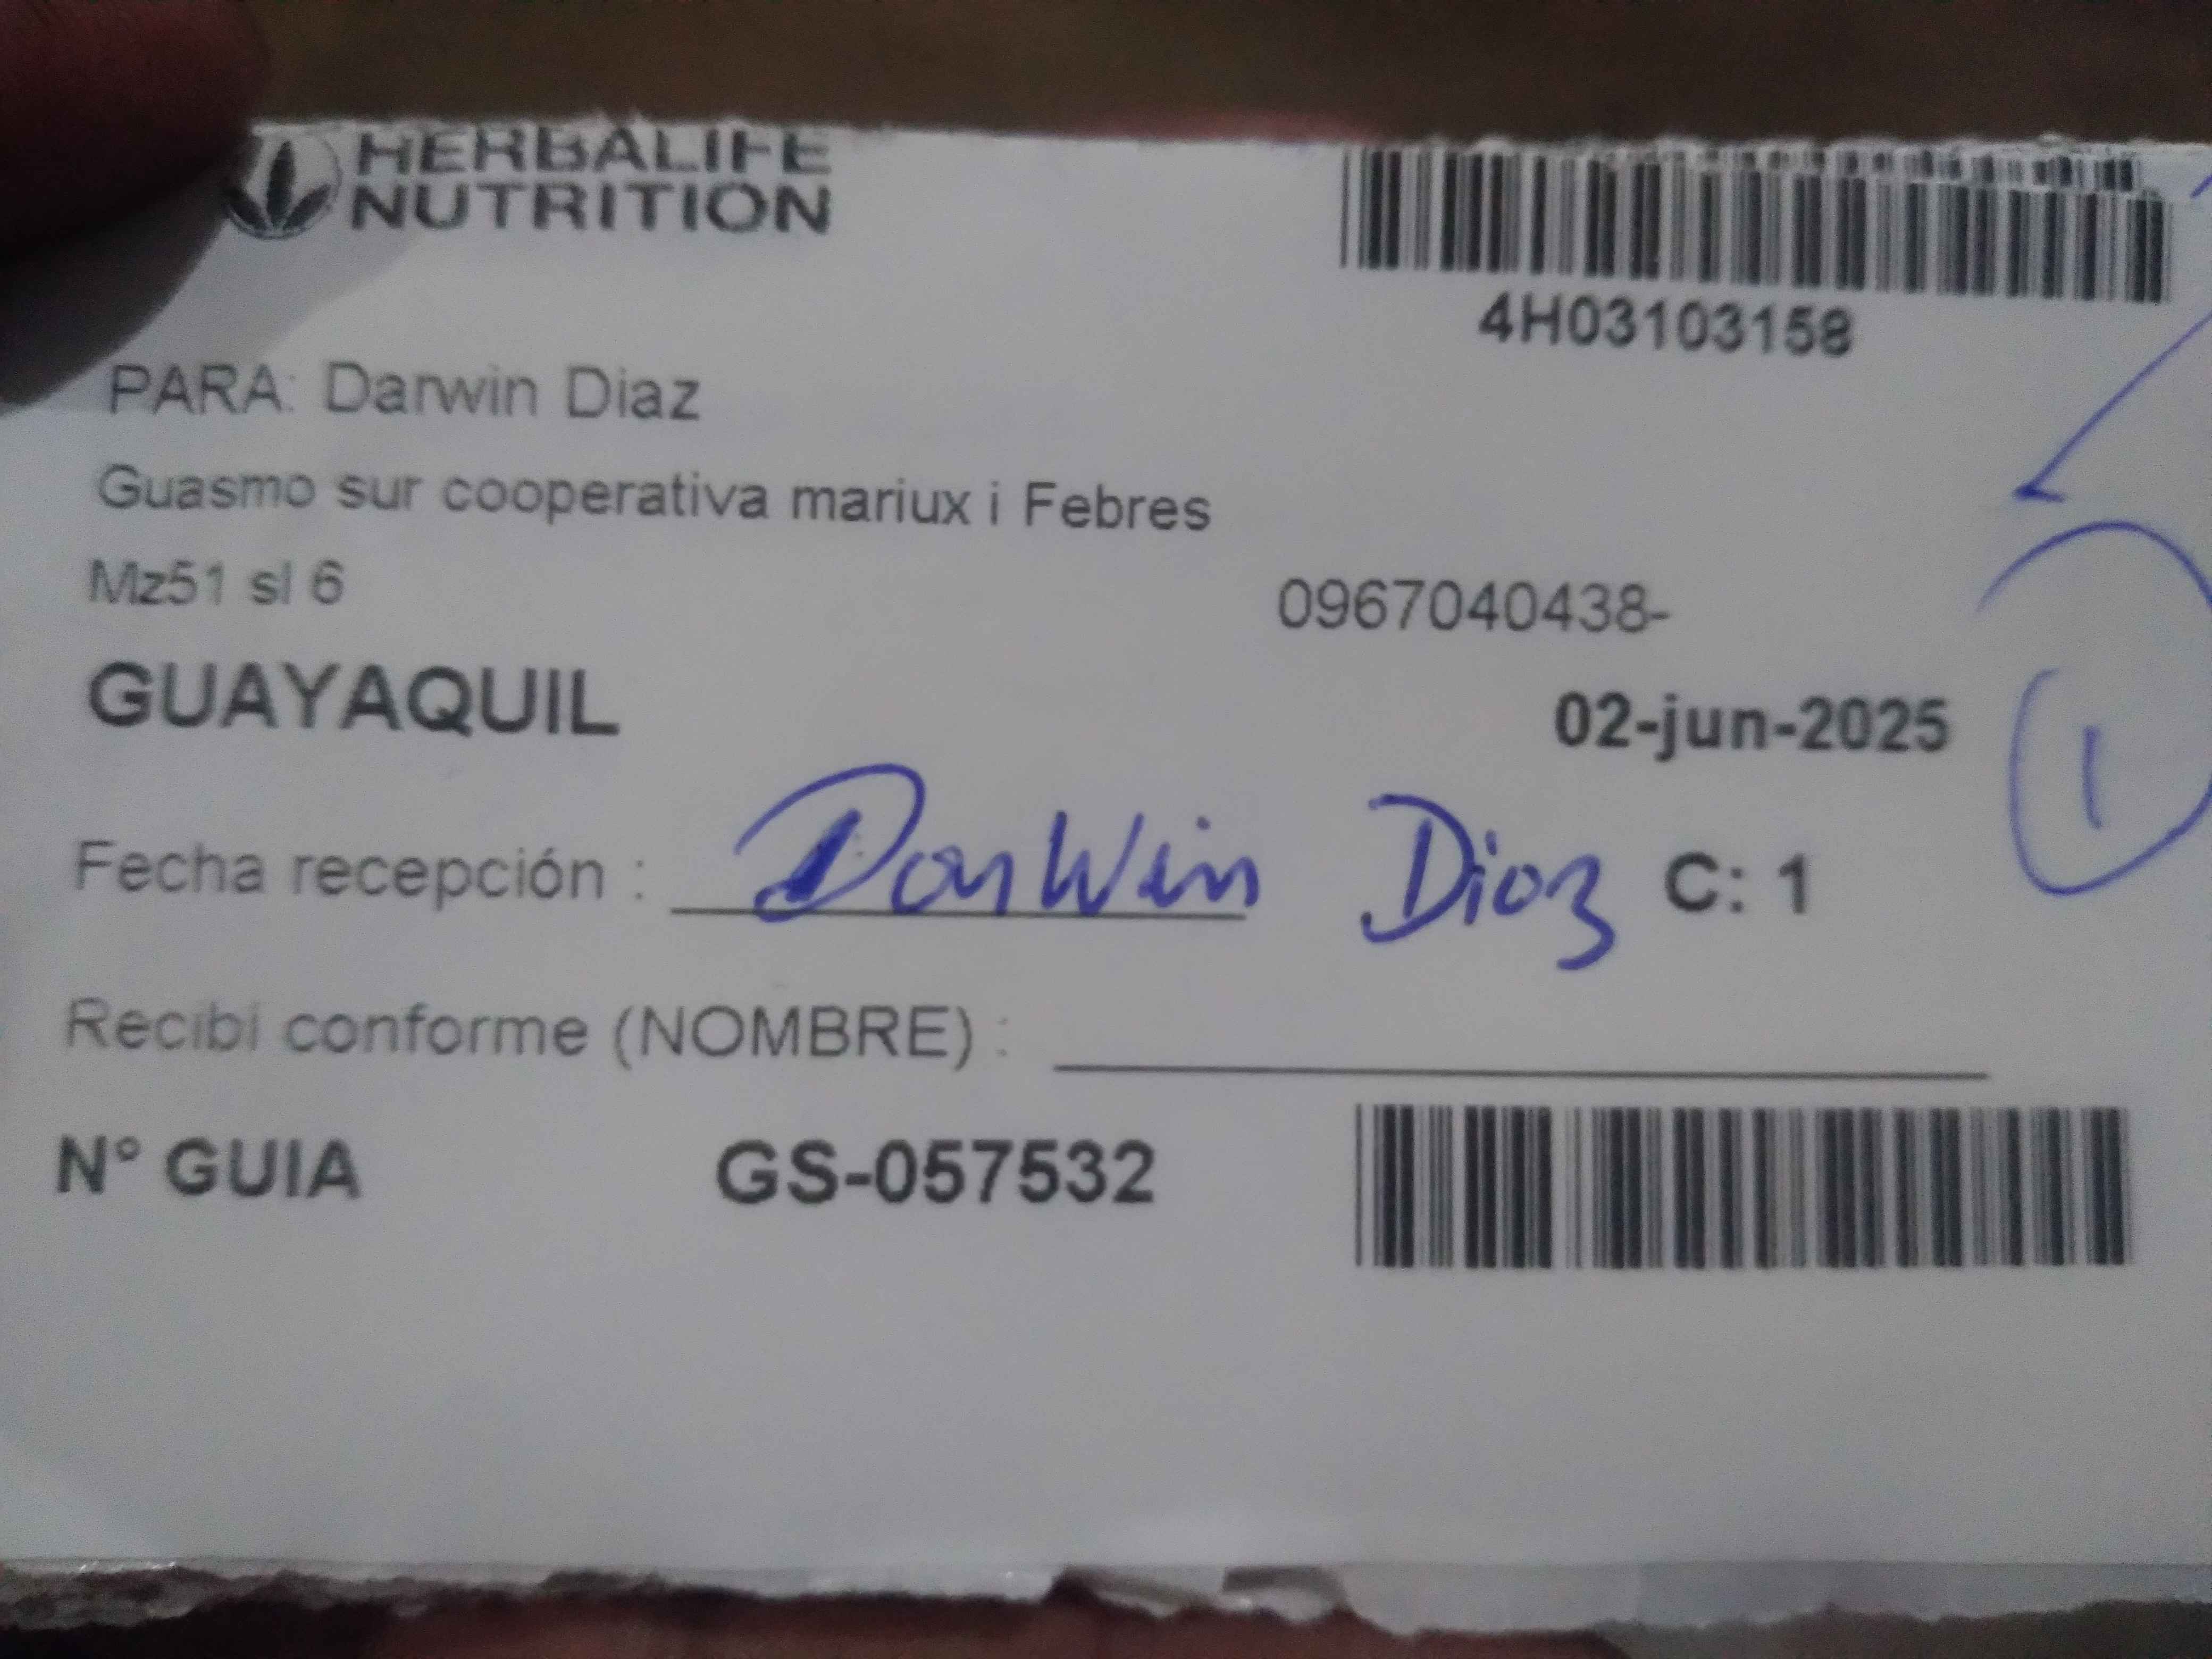 HERBALIFE
NUTRITION
4H03103158
PARA: Darwin Diaz
Guasmo sur cooperativa mariux i Febres
Mz51 sl 6
0967040438-
GUAYAQUIL
02-jun-2025
1
Fecha recepción : Darwin Diaz C: 1
Recibi conforme (NOMBRE) :
N° GUIA GS-057532